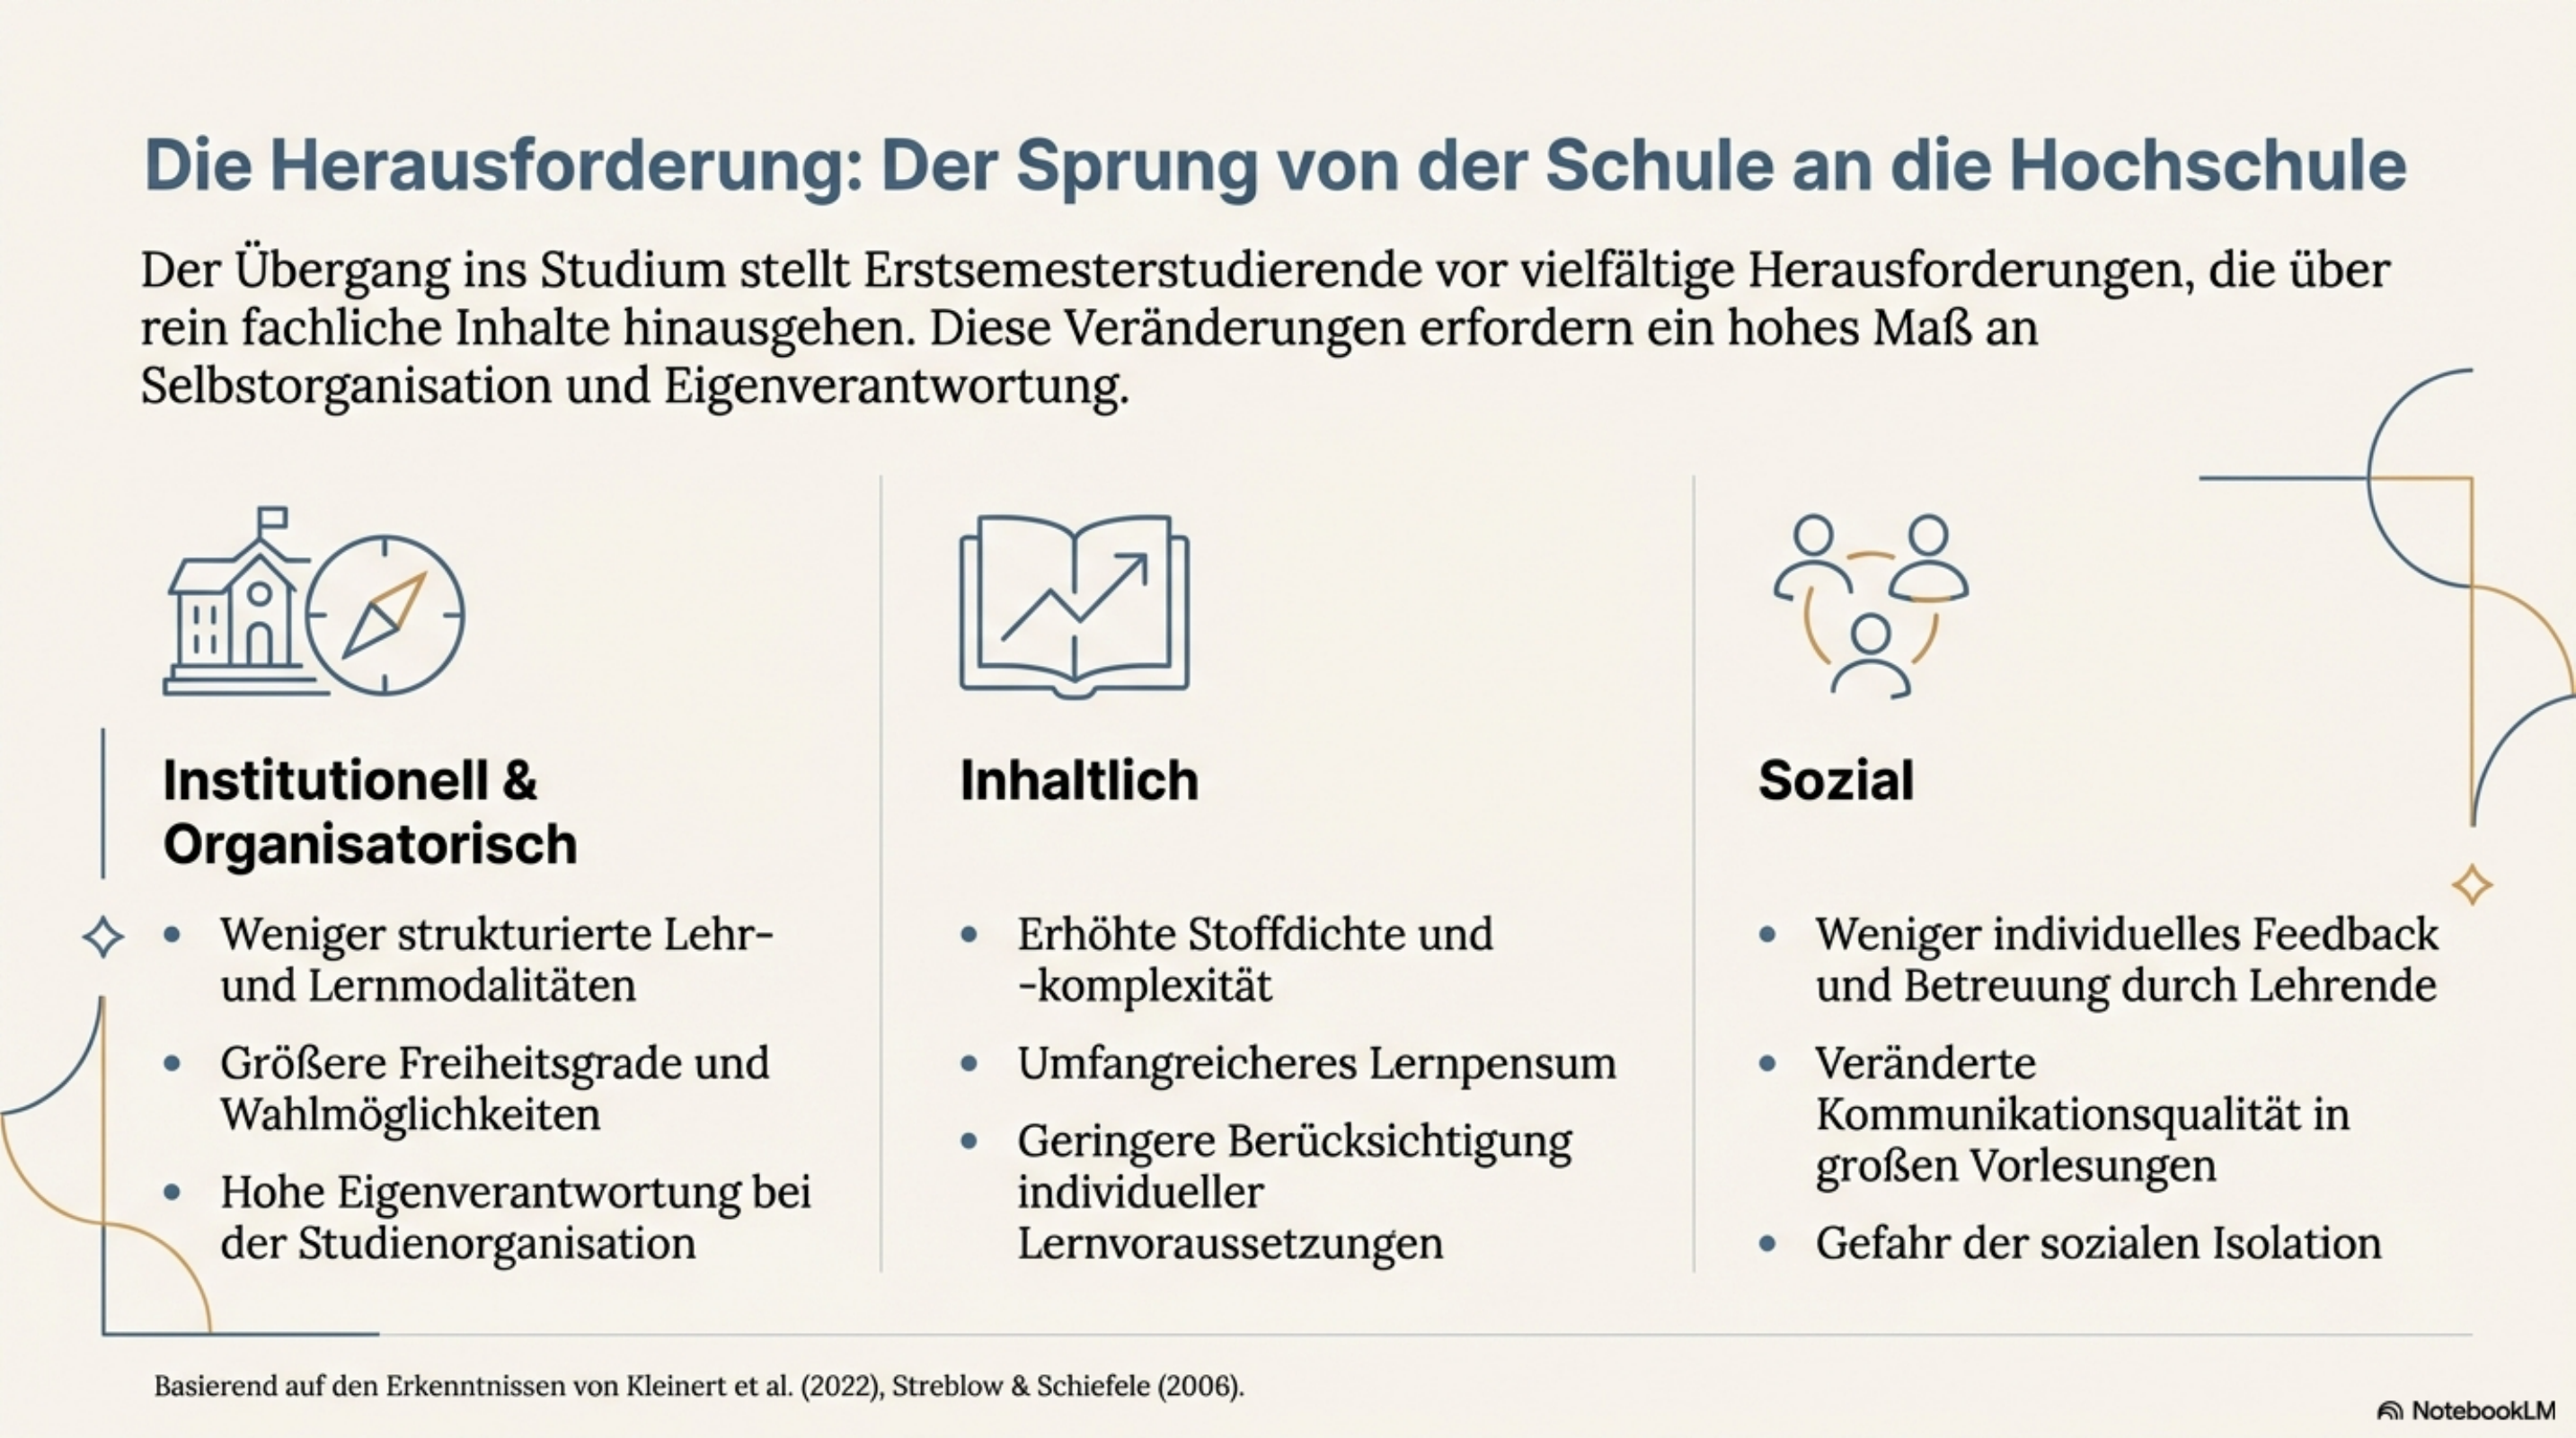 Die Herausforderung: Der Sprung von der Schule an die Hochschule
Der Übergang ins Studium stellt Erstsemesterstudierende vor vielfältige Herausforderungen, die über
rein fachliche Inhalte hinausgehen. Diese Veränderungen erfordern ein hohes Maß an
Selbstorganisation und Eigenverantwortung.
Institutionell &
Organisatorisch
• Weniger strukturierte Lehr-
und Lernmodalitäten
• Größere Freiheitsgrade und
Wahlmöglichkeiten
• Hohe Eigenverantwortung bei
der Studienorganisation
Inhaltlich
• Erhöhte Stoffdichte und
-komplexität
• Umfangreicheres Lernpensum
• Geringere Berücksichtigung
individueller
Lernvoraussetzungen
Sozial
• Weniger individuelles Feedback
und Betreuung durch Lehrende
• Veränderte
Kommunikationsqualität in
großen Vorlesungen
• Gefahr der sozialen Isolation
Basierend auf den Erkenntnissen von Kleinert et al. (2022), Streblow & Schiefele (2006).
NotebookLM